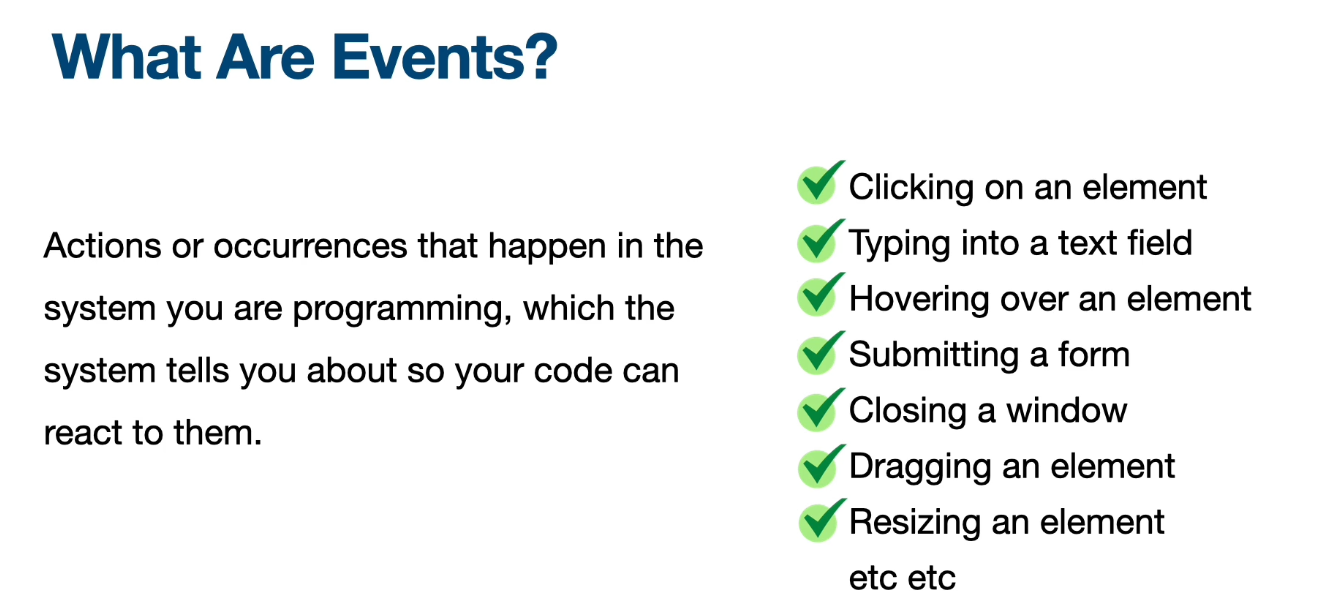 What Are Events?
Actions or occurrences that happen in the
system you are programming, which the
system tells you about so your code can
react to them.
Clicking on an element
Typing into a text field
Hovering over an element
Submitting a form
Closing a window
Dragging an element
Resizing an element
etc etc